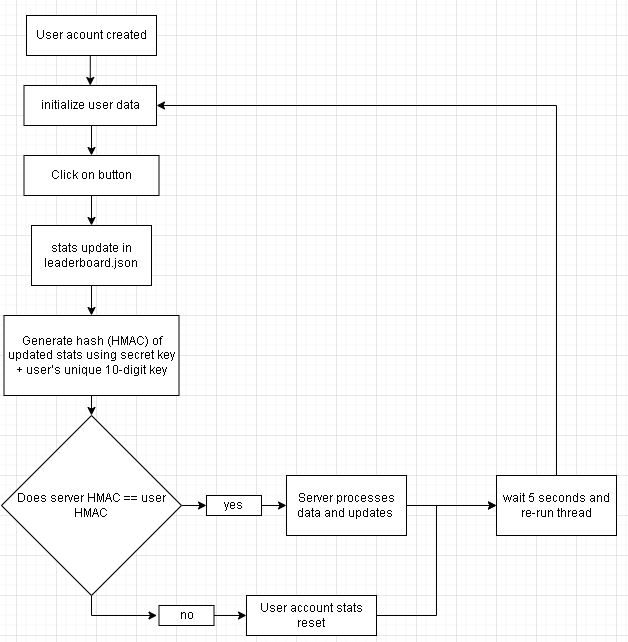 User acount created
initialize user data
Click on button
stats update in
leaderboard.json
Generate hash (HMAC) of
updated stats using secret key
+ user's unique 10-digit key
Does server HMAC == user
HMAC
yes
Server processes
data and updates
wait 5 seconds and
re-run thread
no
User account stats
reset